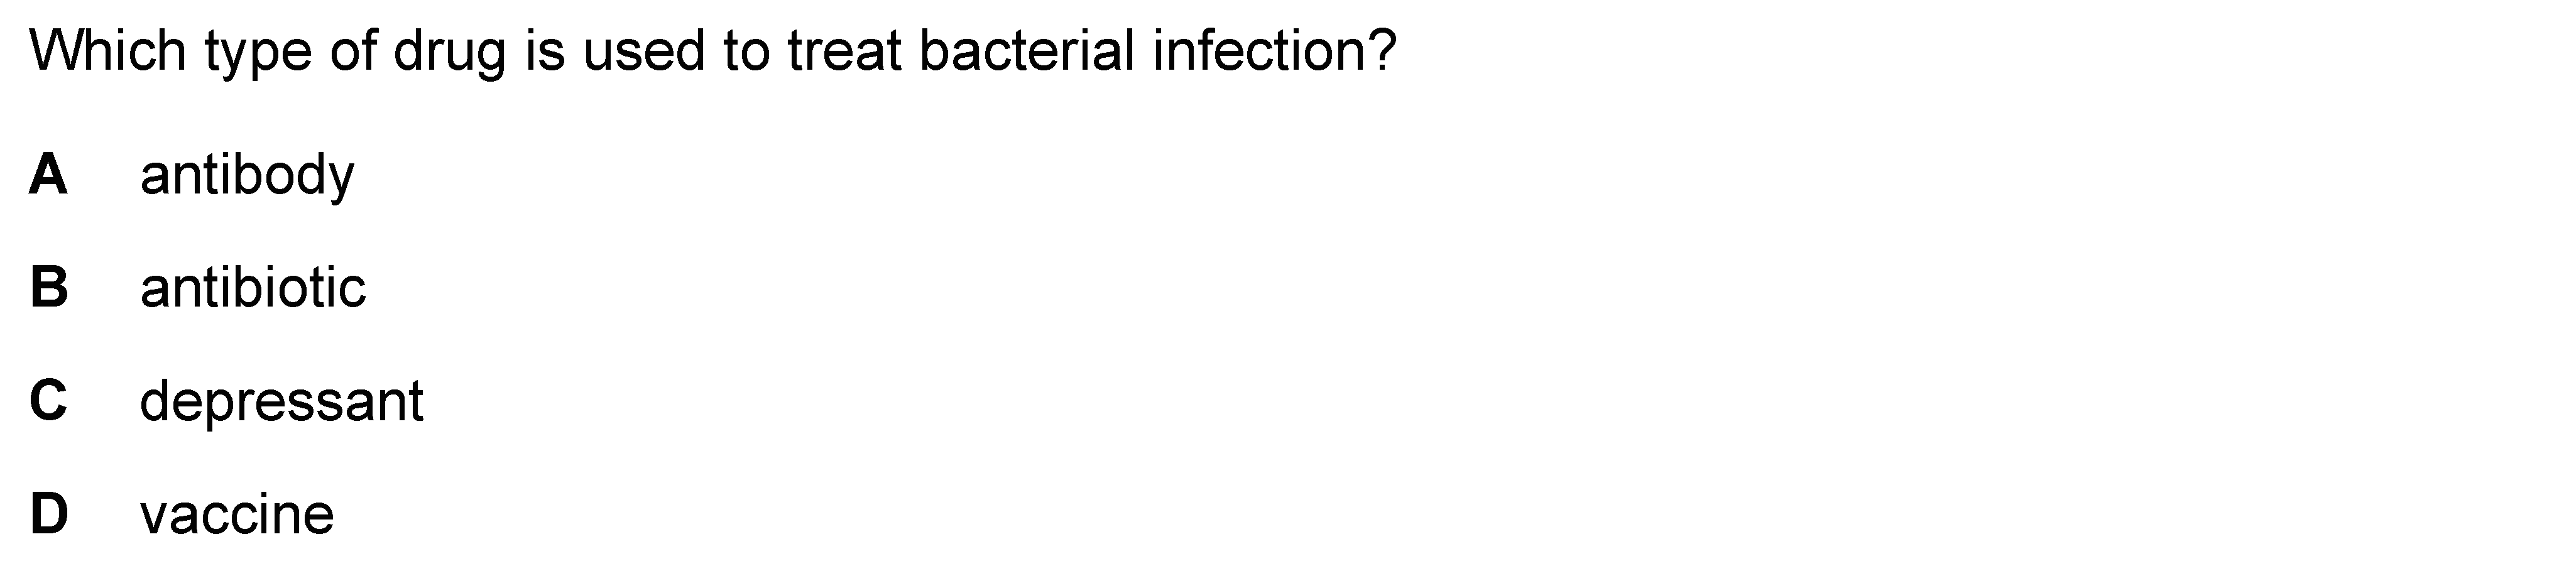 Which type of drug is used to treat bacterial infection?
A antibody
B antibiotic
C depressant
D vaccine